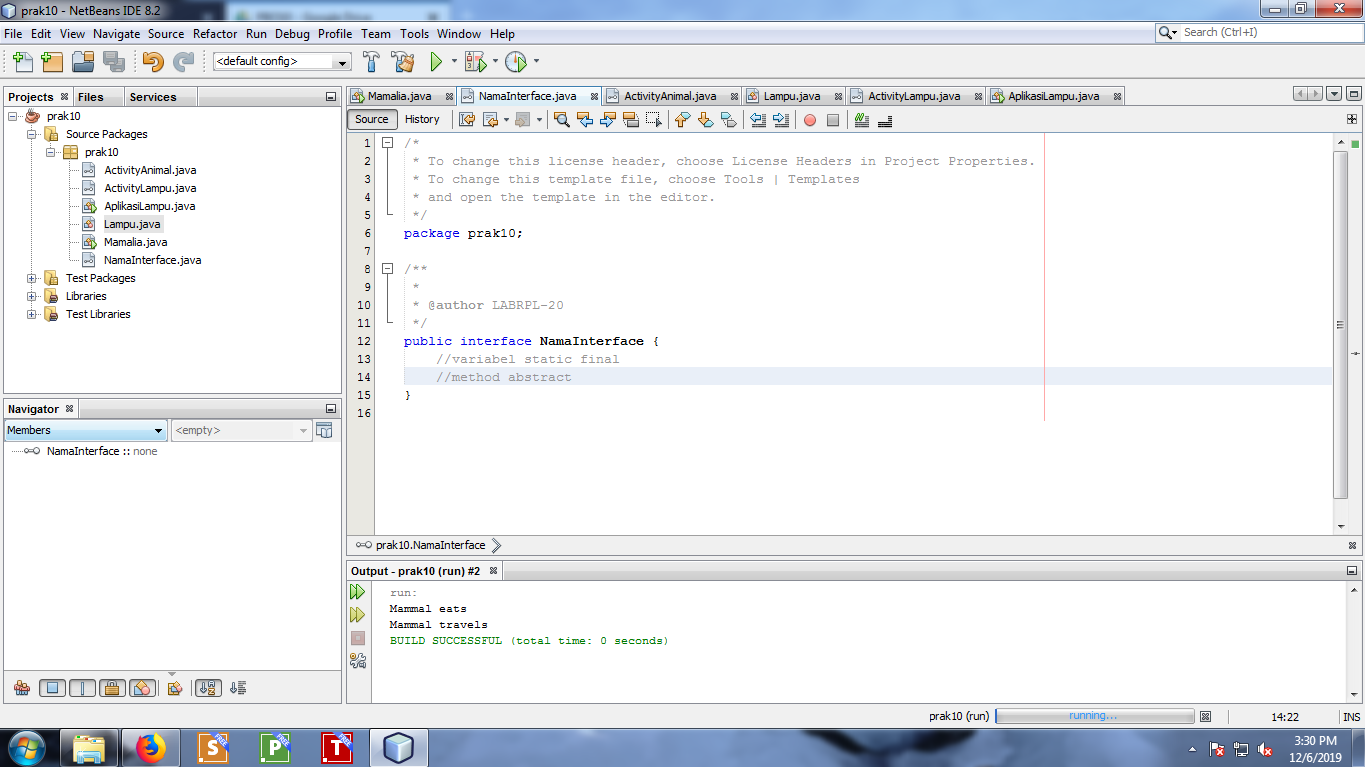 prak10 - NetBeans IDE 8.2
File Edit View Navigate Source Refactor Run Debug Profile Team Tools Window Help
Search (Ctrl+I)
<default config>
Projects Files Services
prak10
Source Packages
prak10
ActivityAnimal.java
ActivityLampu.java
AplikasiLampu.java
Lampu.java
Mamalia.java
NamaInterface.java
Test Packages
Libraries
Test Libraries
Navigator
Members <empty>
NamaInterface :: none
Mamalia.java NamaInterface.java ActivityAnimal.java Lampu.java ActivityLampu.java AplikasiLampu.java
Source History
1 /*
2 * To change this license header, choose License Headers in Project Properties.
3 * To change this template file, choose Tools | Templates
4 * and open the template in the editor.
5 */
6 package prak10;
7
8 /**
9 *
10 * @author LABRPL-20
11 */
12 public interface NamaInterface {
13 //variabel static final
14 //method abstract
15 }
16
prak10.NamaInterface
Output - prak10 (run) #2
run:
Mammal eats
Mammal travels
BUILD SUCCESSFUL (total time: 0 seconds)
prak10 (run) running... 14:22 INS
S P T
3:30 PM
12/6/2019